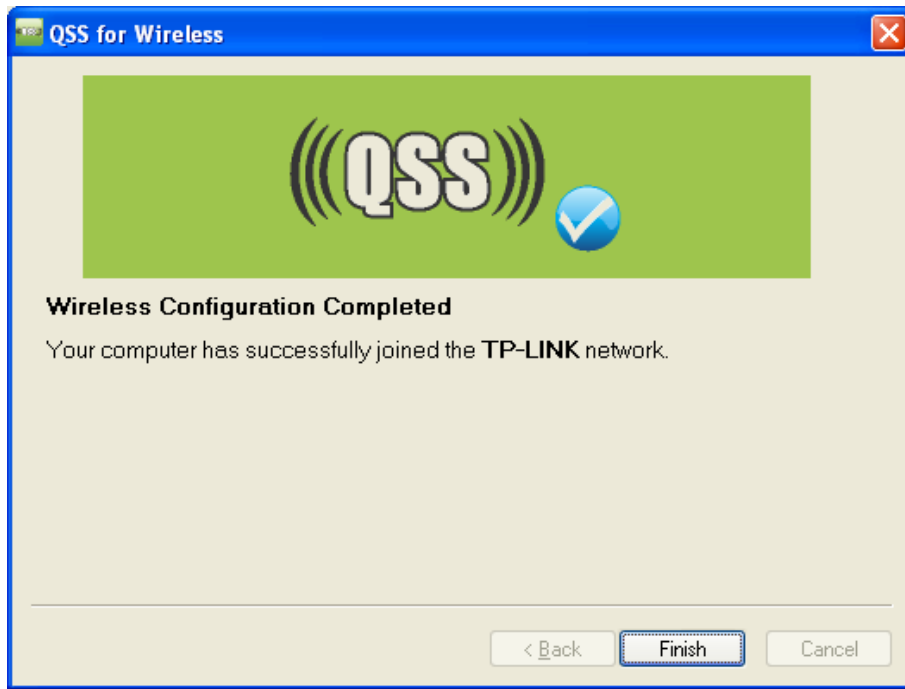 QSS for Wireless
QSS
Wireless Configuration Completed
Your computer has successfully joined the TP-LINK network.
< Back
Finish
Cancel